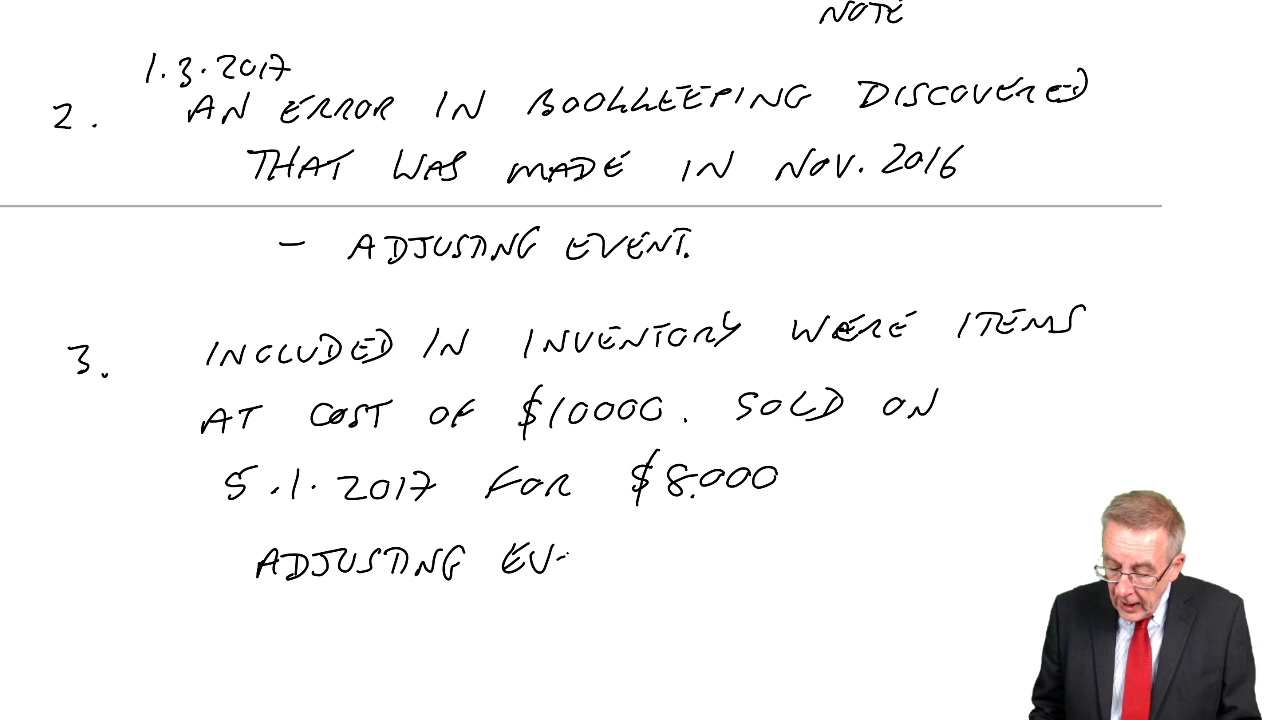 NOTE
1.3.2017
2. AN ERROR IN BOOKKEEPING DISCOVERED
THAT WAS MADE IN NOV. 2016
- ADJUSTING EVENT.
3. INCLUDED IN INVENTORY WERE ITEMS
AT COST OF $10000. SOLD ON
5.1.2017 FOR $8000
ADJUSTING EV